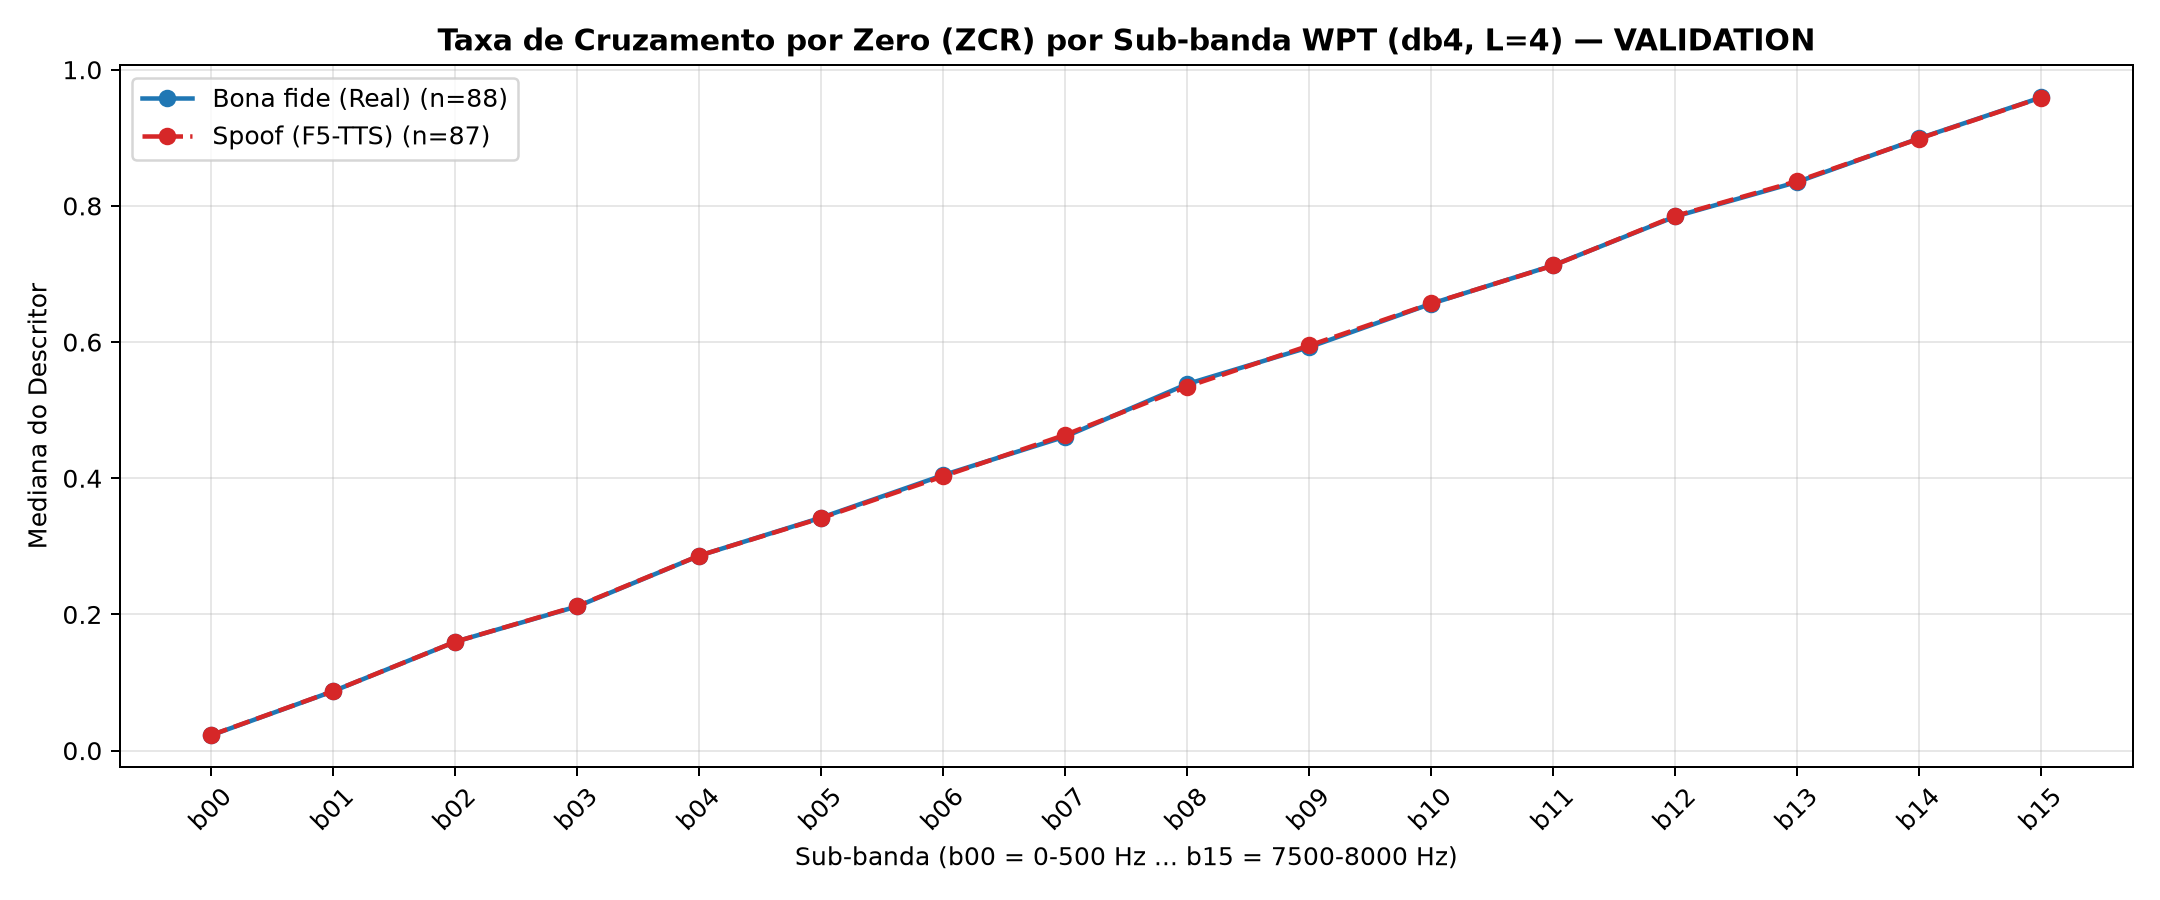 Taxa de Cruzamento por Zero (ZCR) por Sub-banda WPT (db4, L=4) — VALIDATION
Bona fide (Real) (n=88)
Spoof (F5-TTS) (n=87)
Mediana do Descritor
1.0
0.8
0.6
0.4
0.2
0.0
b00 b01 b02 b03 b04 b05 b06 b07 b08 b09 b10 b11 b12 b13 b14 b15
Sub-banda (b00 = 0-500 Hz ... b15 = 7500-8000 Hz)